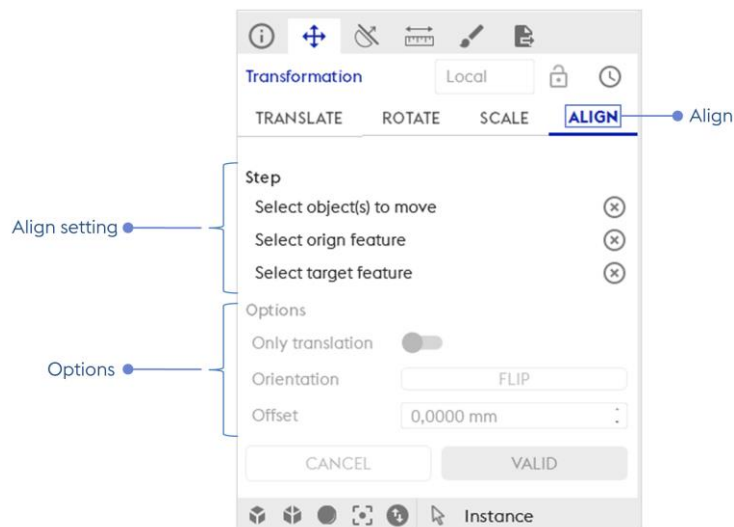 Transformation
Local
TRANSLATE ROTATE SCALE ALIGN
Align
Step
Select object(s) to move
Select orign feature
Align setting
Select target feature
Options
Only translation
Options
Orientation FLIP
Offset 0,0000 mm
CANCEL VALID
Instance